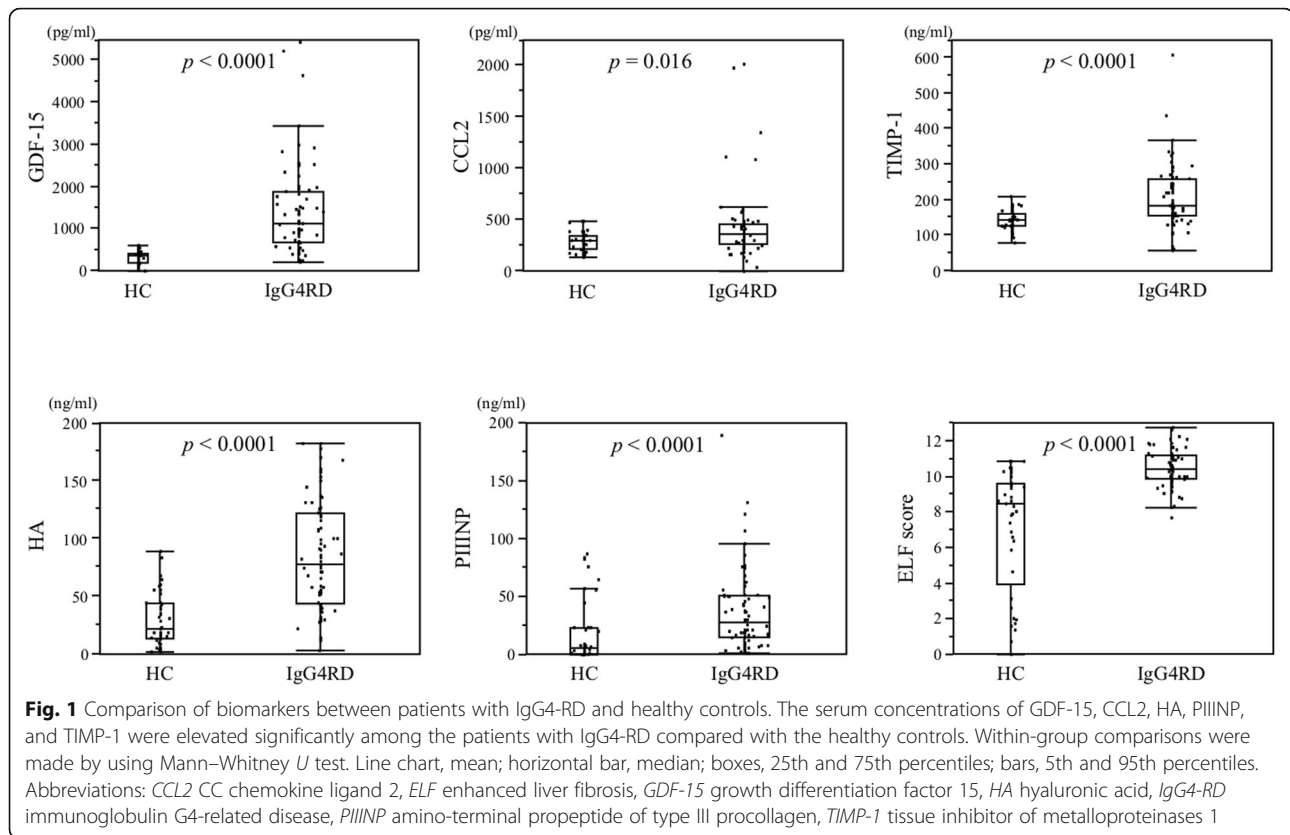 (pg/ml)
5000
4000
3000
2000
1000
0
GDF-15
p < 0.0001
HC IgG4RD
(pg/ml)
2000
1500
1000
500
0
CCL2
p = 0.016
HC IgG4RD
(ng/ml)
600
500
400
300
200
100
0
TIMP-1
p < 0.0001
HC IgG4RD
(ng/ml)
200
150
100
50
0
HA
p < 0.0001
HC IgG4RD
(ng/ml)
200
150
100
50
0
PIIINP
p < 0.0001
HC IgG4RD
12
10
8
6
4
2
0
ELF score
p < 0.0001
HC IgG4RD
Fig. 1 Comparison of biomarkers between patients with IgG4-RD and healthy controls. The serum concentrations of GDF-15, CCL2, HA, PIIINP,
and TIMP-1 were elevated significantly among the patients with IgG4-RD compared with the healthy controls. Within-group comparisons were
made by using Mann–Whitney U test. Line chart, mean; horizontal bar, median; boxes, 25th and 75th percentiles; bars, 5th and 95th percentiles.
Abbreviations: CCL2 CC chemokine ligand 2, ELF enhanced liver fibrosis, GDF-15 growth differentiation factor 15, HA hyaluronic acid, IgG4-RD
immunoglobulin G4-related disease, PIIINP amino-terminal propeptide of type III procollagen, TIMP-1 tissue inhibitor of metalloproteinases 1